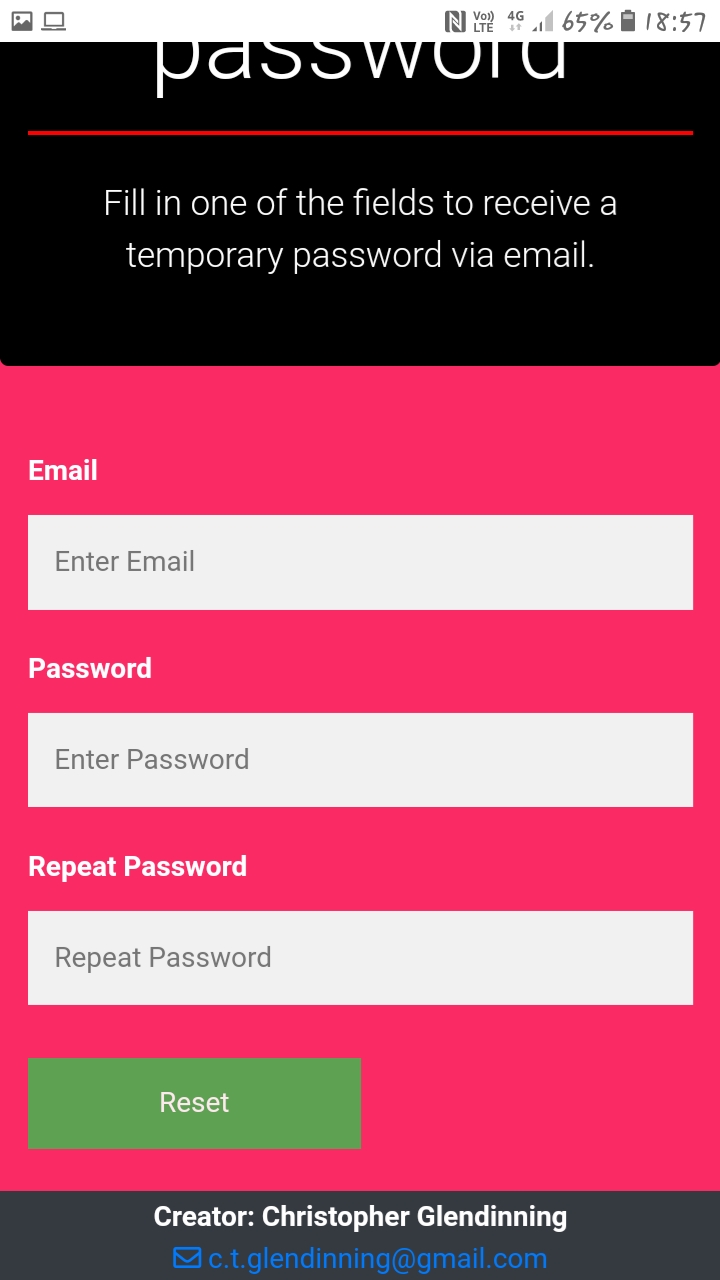 Vo)) LTE 4G 65% 18:57
password
Fill in one of the fields to receive a
temporary password via email.
Email
Enter Email
Password
Enter Password
Repeat Password
Repeat Password
Reset
Creator: Christopher Glendinning
c.t.glendinning@gmail.com